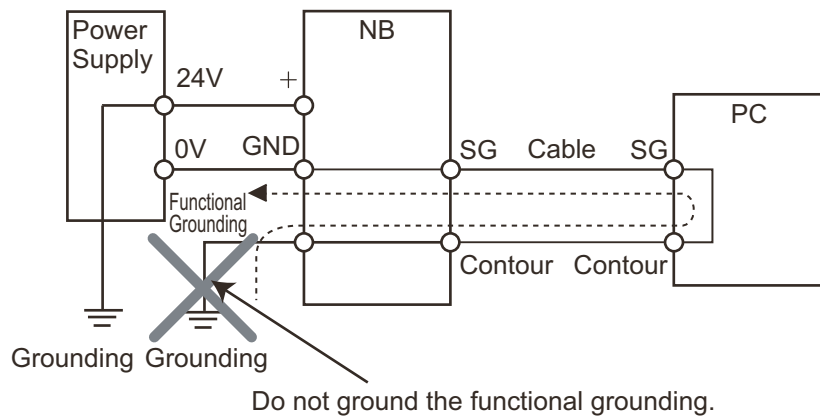 Power
Supply
NB
PC
24V
+
0V
GND
SG
Cable
SG
Functional
Grounding
Contour
Contour
Grounding
Grounding
Do not ground the functional grounding.